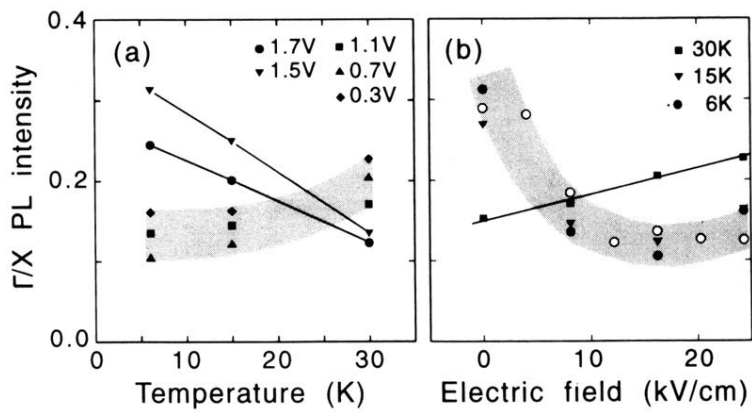 Γ/X PL intensity
0.4
0.2
0.0
(a)
● 1.7V ■ 1.1V
▼ 1.5V ▲ 0.7V
◆ 0.3V
0 10 20 30
Temperature (K)
(b)
■ 30K
▼ 15K
● 6K
0 10 20
Electric field (kV/cm)